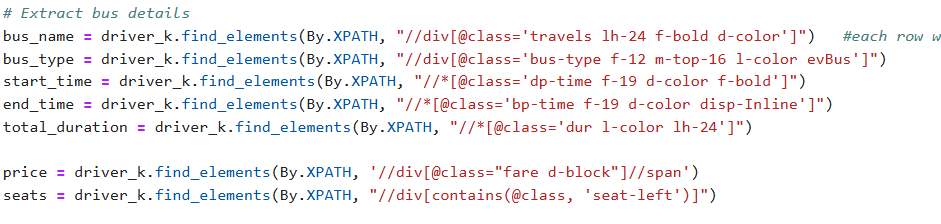 # Extract bus details
bus_name = driver_k.find_elements(By.XPATH, "//div[@class='travels lh-24 f-bold d-color']")   #each row w
bus_type = driver_k.find_elements(By.XPATH, "//div[@class='bus-type f-12 m-top-16 l-color evBus']")
start_time = driver_k.find_elements(By.XPATH, "//*[@class='dp-time f-19 d-color f-bold']")
end_time = driver_k.find_elements(By.XPATH, "//*[@class='bp-time f-19 d-color disp-Inline']")
total_duration = driver_k.find_elements(By.XPATH, "//*[@class='dur l-color lh-24']")
price = driver_k.find_elements(By.XPATH, '//div[@class="fare d-block"]//span')
seats = driver_k.find_elements(By.XPATH, "//div[contains(@class, 'seat-left')]")